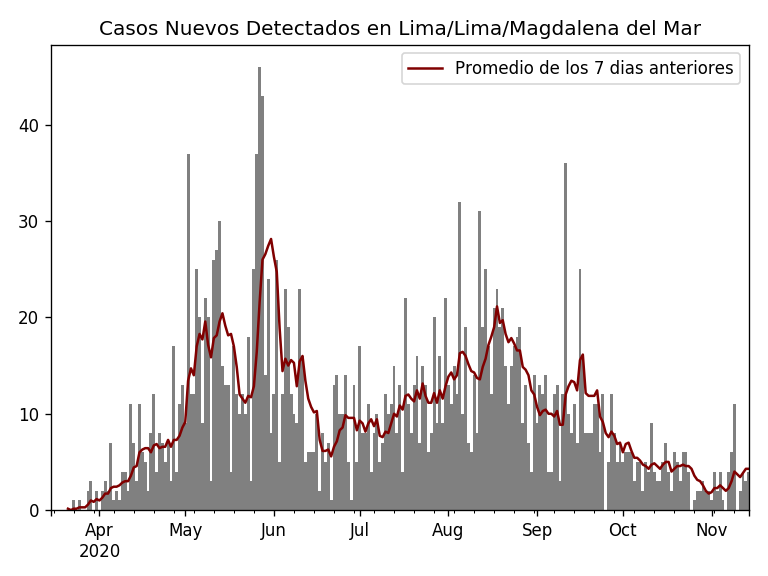 Casos Nuevos Detectados en Lima/Lima/Magdalena del Mar
Promedio de los 7 dias anteriores
40
30
20
10
0
Apr May Jun Jul Aug Sep Oct Nov
2020